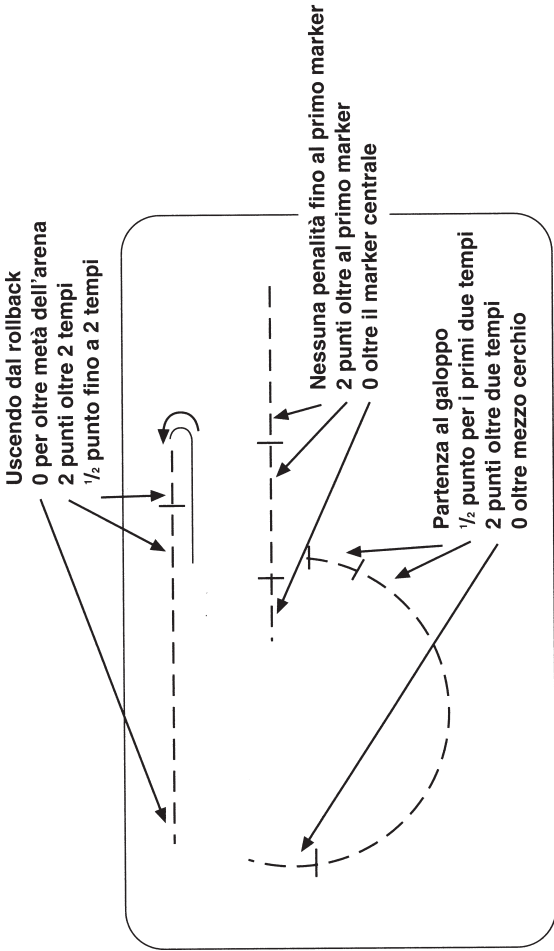 Uscendo dal rollback
0 per oltre metà dell'arena
2 punti oltre 2 tempi
1/2 punto fino a 2 tempi
Nessuna penalità fino al primo marker
2 punti oltre al primo marker
0 oltre il marker centrale
Partenza al galoppo
1/2 punto per i primi due tempi
2 punti oltre due tempi
0 oltre mezzo cerchio